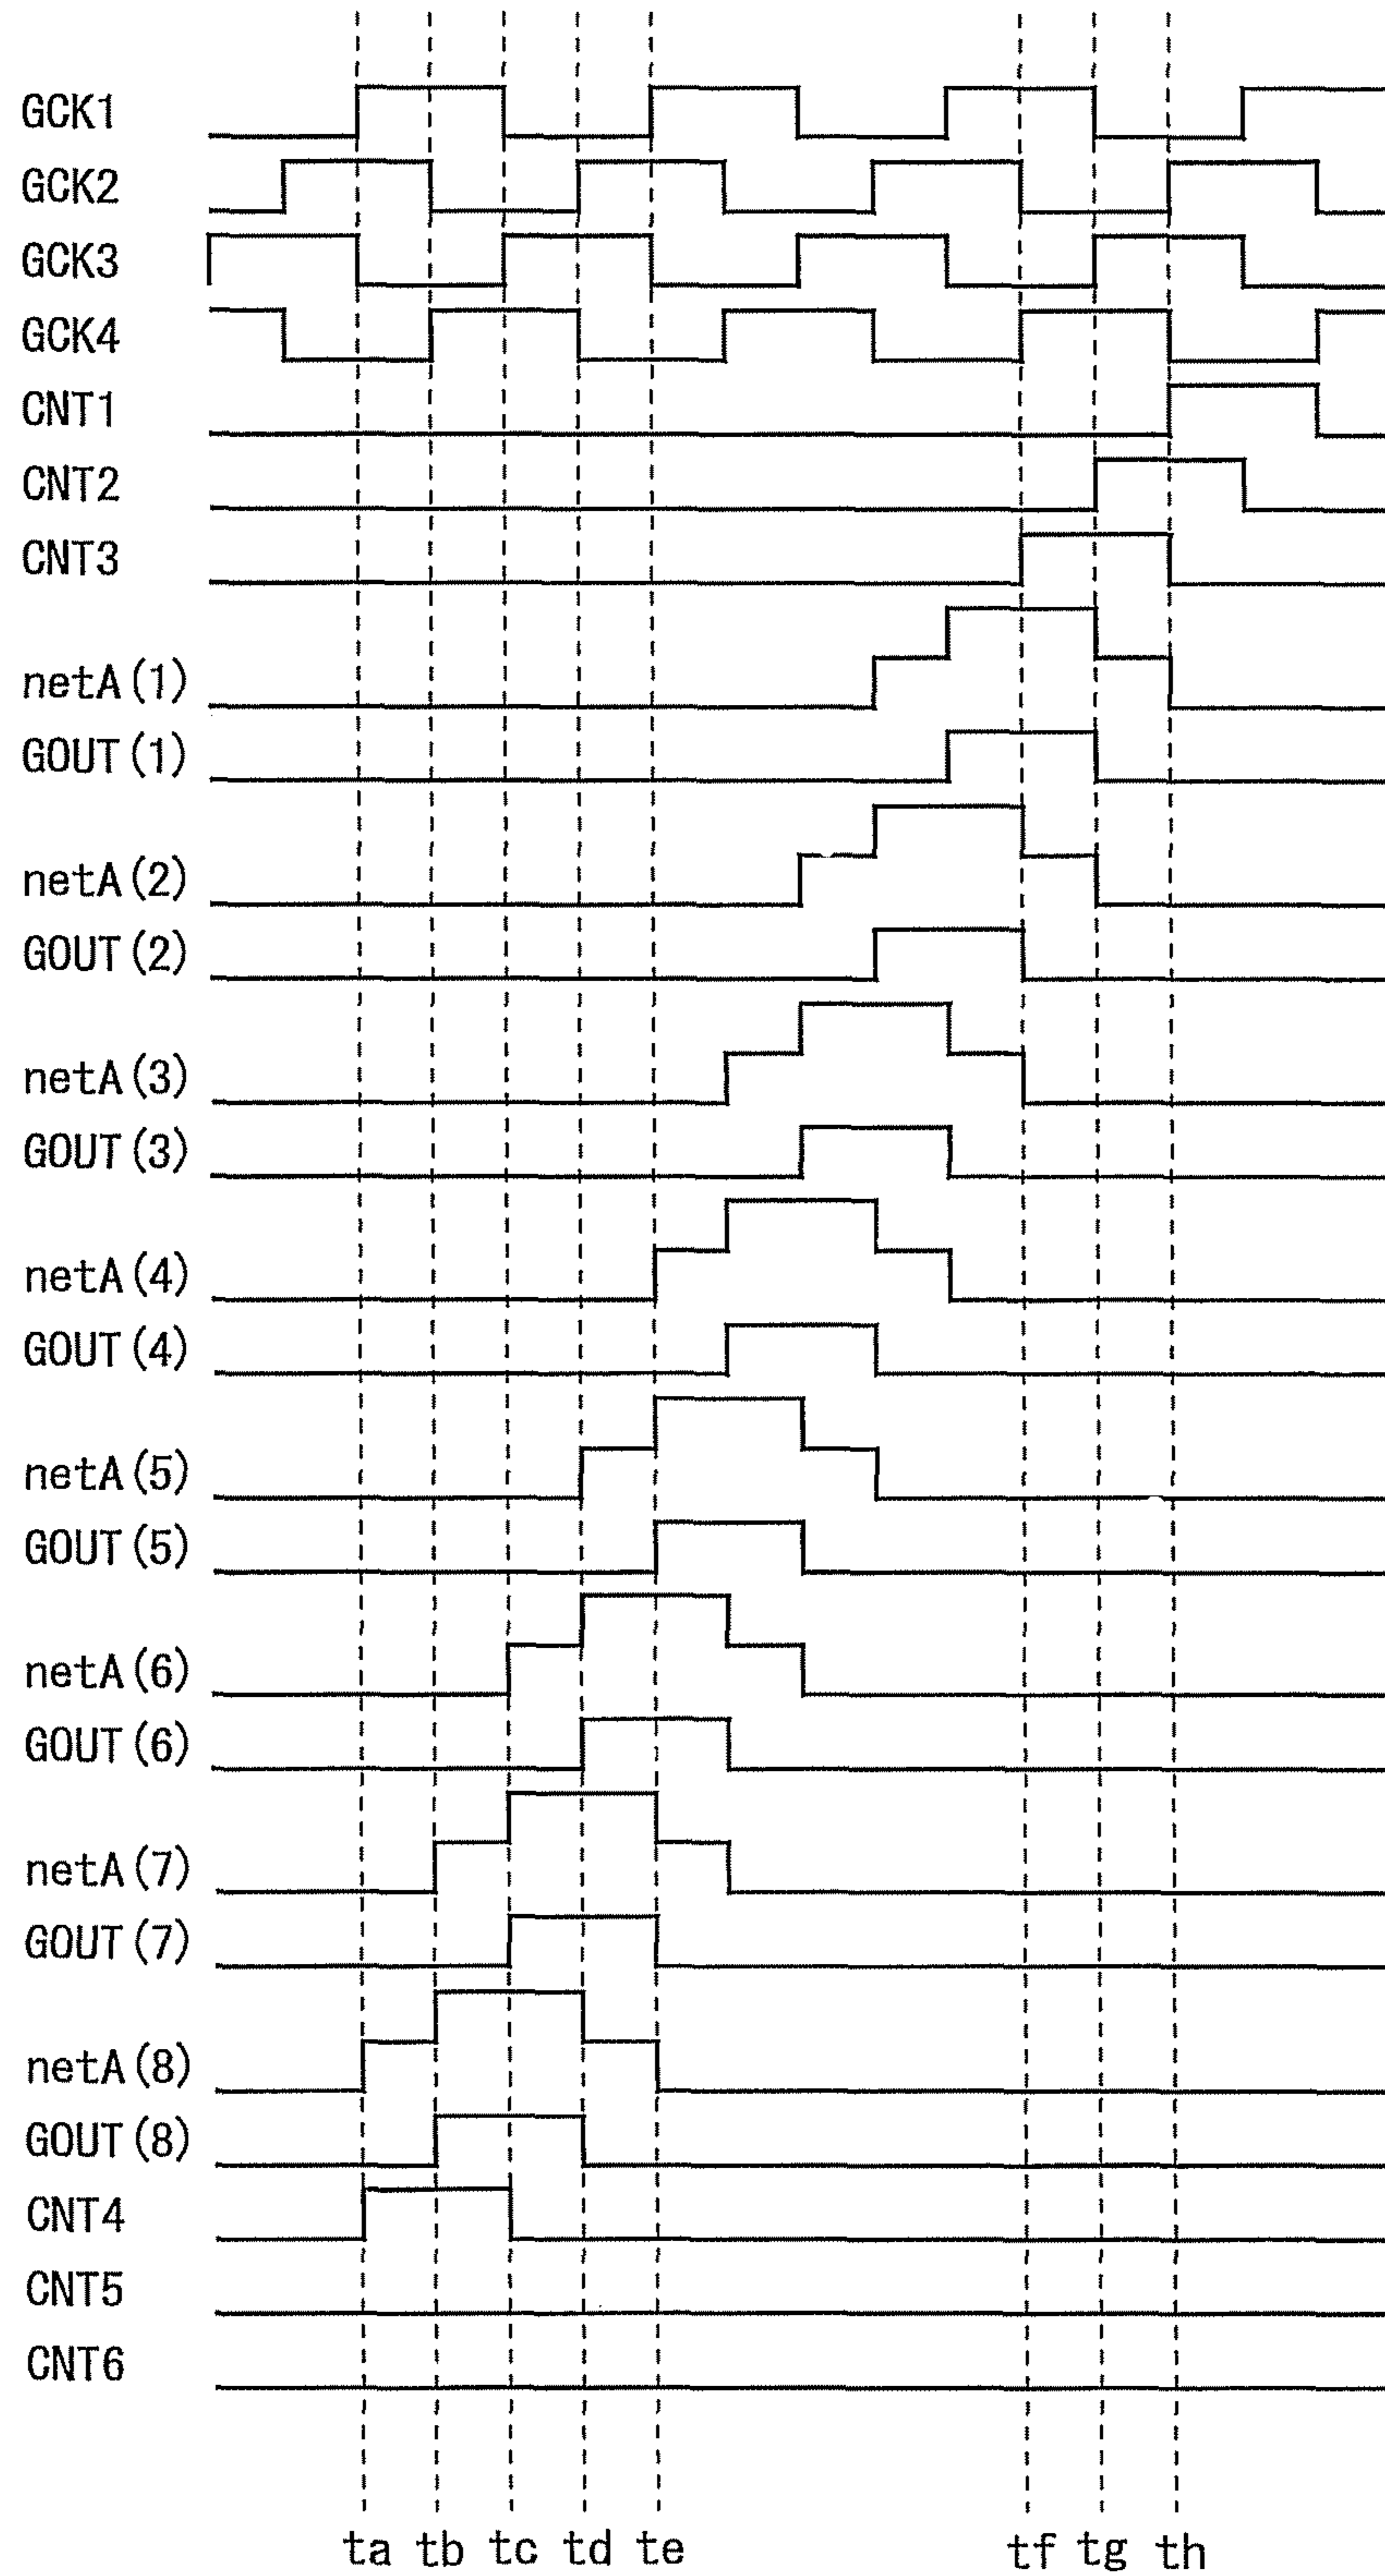 GCK1
GCK2
GCK3
GCK4
CNT1
CNT2
CNT3
netA(1)
GOUT(1)
netA(2)
GOUT(2)
netA(3)
GOUT(3)
netA(4)
GOUT(4)
netA(5)
GOUT(5)
netA(6)
GOUT(6)
netA(7)
GOUT(7)
netA(8)
GOUT(8)
CNT4
CNT5
CNT6
ta tb tc td te tf tg th